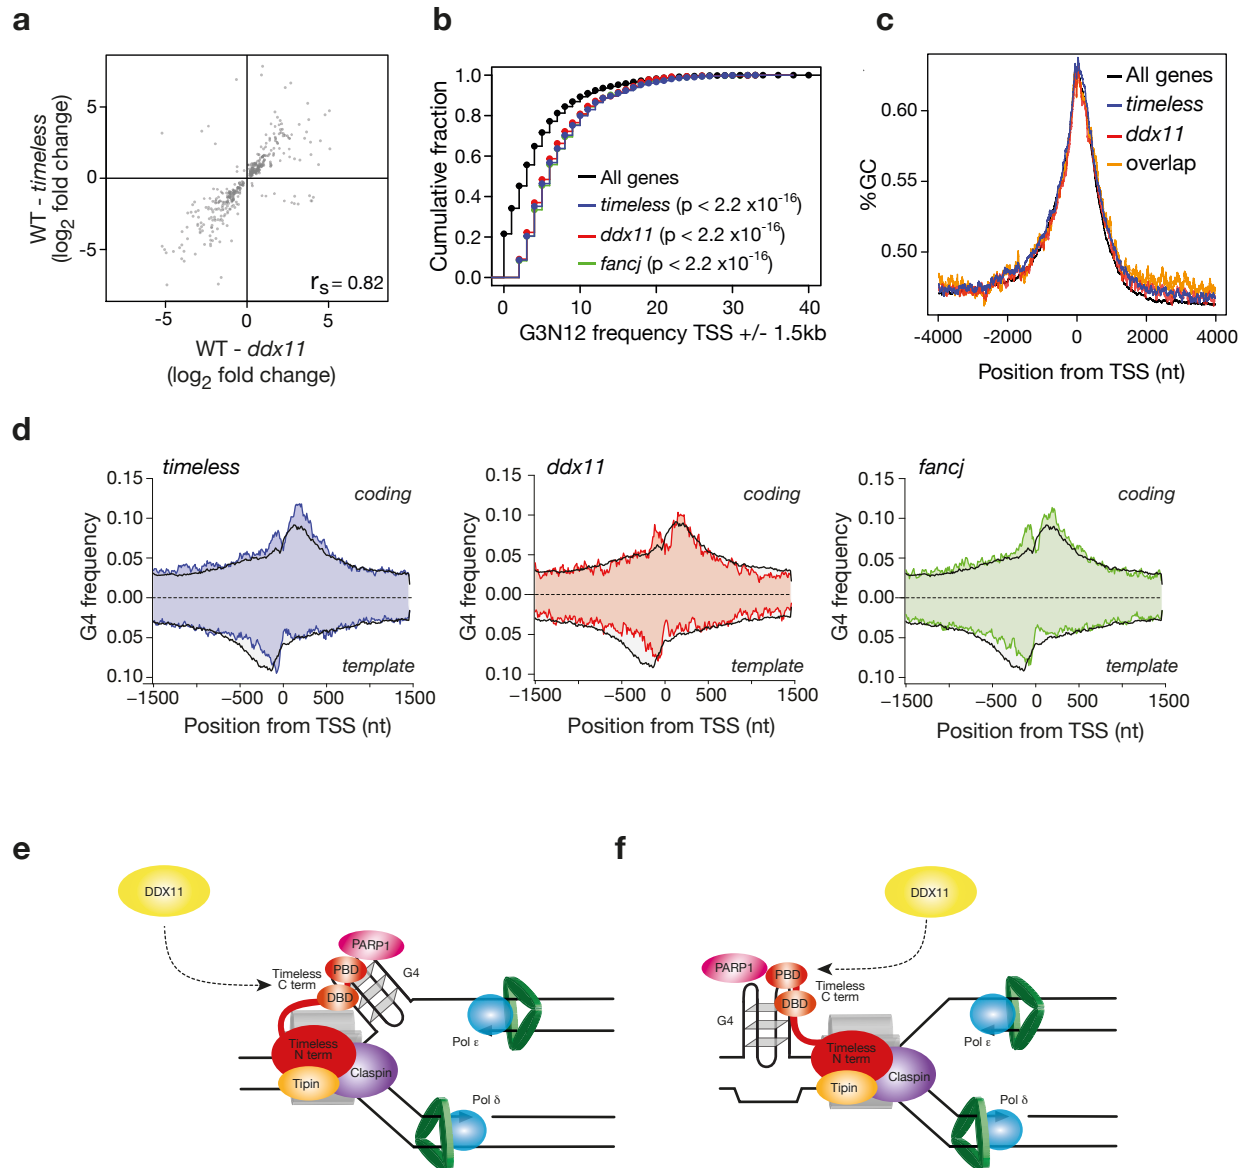 a
WT - timeless
(log2 fold change)
5
0
-5
-5
0
5
rs = 0.82
WT - ddx11
(log2 fold change)
b
Cumulative fraction
1.0
0.8
0.6
0.4
0.2
0.0
All genes
timeless (p < 2.2 x10-16)
ddx11 (p < 2.2 x10-16)
fancj (p < 2.2 x10-16)
0
10
20
30
40
G3N12 frequency TSS +/- 1.5kb
c
%GC
0.60
0.55
0.50
All genes
timeless
ddx11
overlap
-4000
-2000
0
2000
4000
Position from TSS (nt)
d
timeless
coding
template
G4 frequency
0.15
0.10
0.05
0.00
0.05
0.10
−1500
−500
0
500
1500
Position from TSS (nt)
ddx11
coding
template
G4 frequency
0.15
0.10
0.05
0.00
0.05
0.10
−1500
−500
0
500
1500
Position from TSS (nt)
fancj
coding
template
G4 frequency
0.15
0.10
0.05
0.00
0.05
0.10
−1500
−500
0
500
1500
Position from TSS (nt)
e
DDX11
PARP1
PBD
G4
Timeless
C term
DBD
Timeless
N term
Claspin
Tipin
Pol ε
Pol δ
f
DDX11
PARP1
PBD
Timeless
C term
DBD
G4
Timeless
N term
Claspin
Tipin
Pol ε
Pol δ